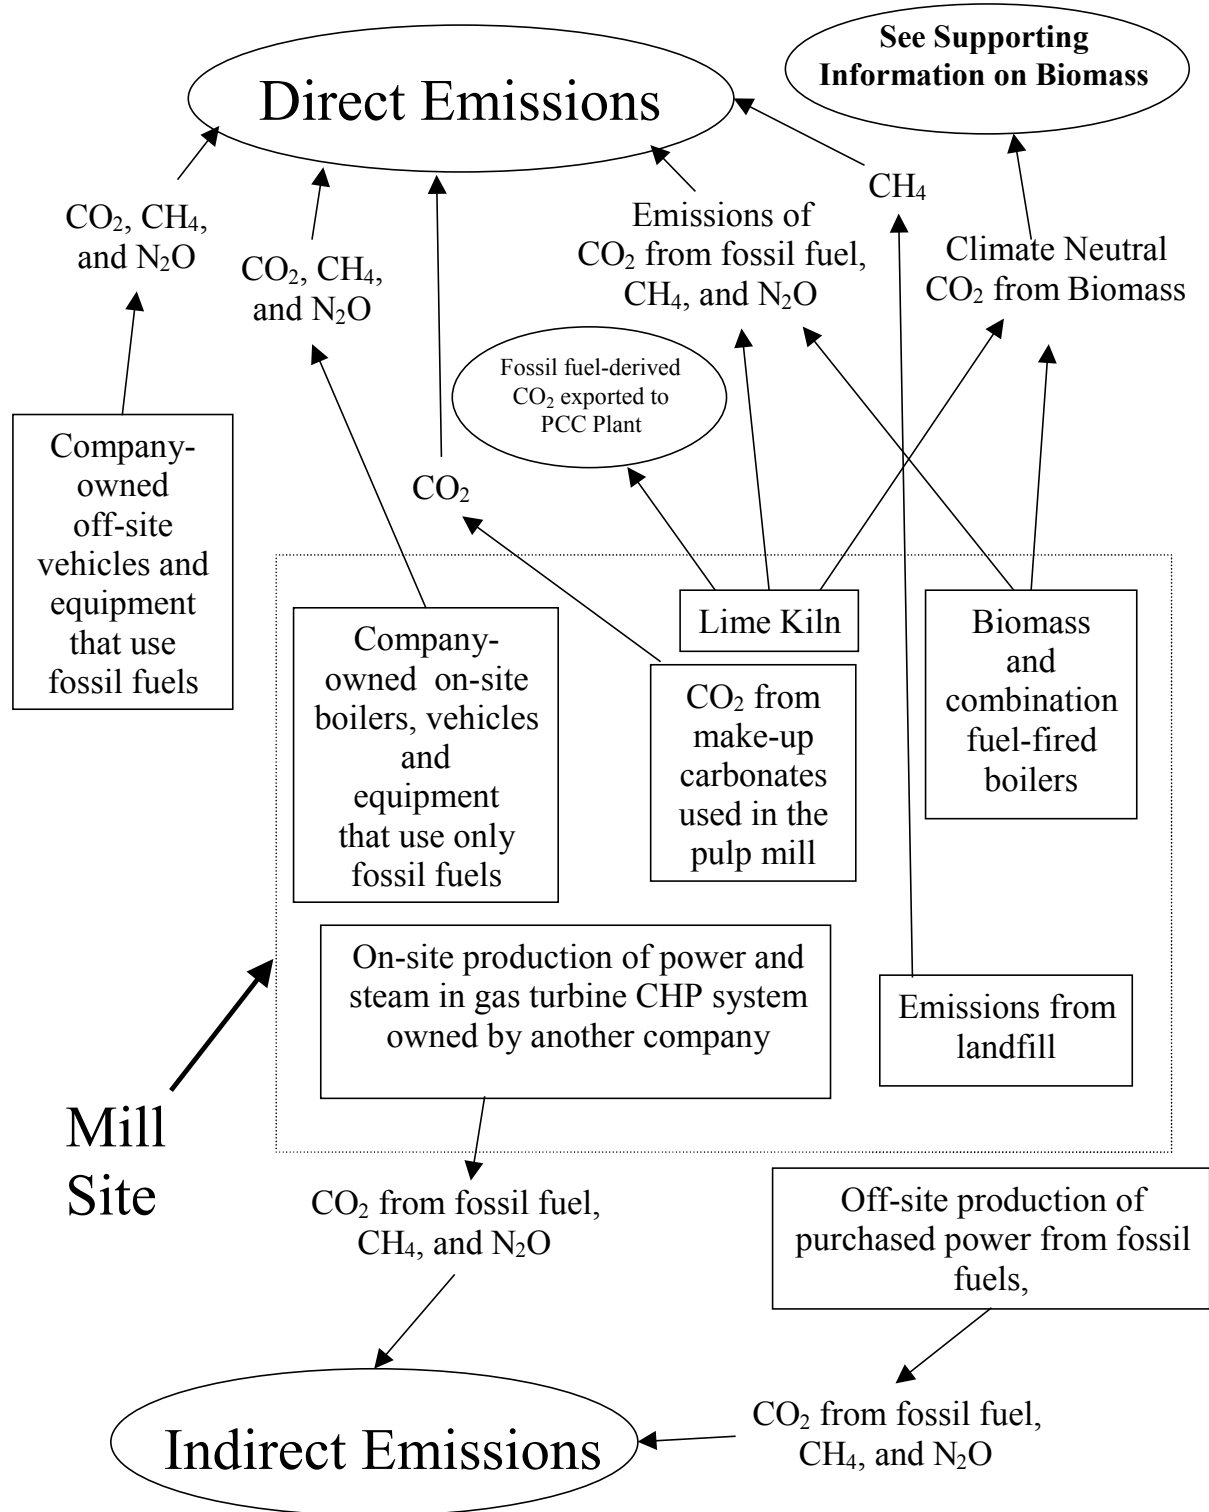 See Supporting
Information on Biomass
Direct Emissions
CO₂, CH₄,
and N₂O
CO₂, CH₄,
and N₂O
Emissions of
CO₂ from fossil fuel,
CH₄, and N₂O
CH₄
Climate Neutral
CO₂ from Biomass
Fossil fuel-derived
CO₂ exported to
PCC Plant
CO₂
Company-
owned
off-site
vehicles and
equipment
that use
fossil fuels
Company-
owned on-site
boilers, vehicles
and
equipment
that use only
fossil fuels
Lime Kiln
CO₂ from
make-up
carbonates
used in the
pulp mill
Biomass
and
combination
fuel-fired
boilers
On-site production of power and
steam in gas turbine CHP system
owned by another company
Emissions from
landfill
Mill
Site
CO₂ from fossil fuel,
CH₄, and N₂O
Off-site production of
purchased power from fossil
fuels,
CO₂ from fossil fuel,
CH₄, and N₂O
Indirect Emissions